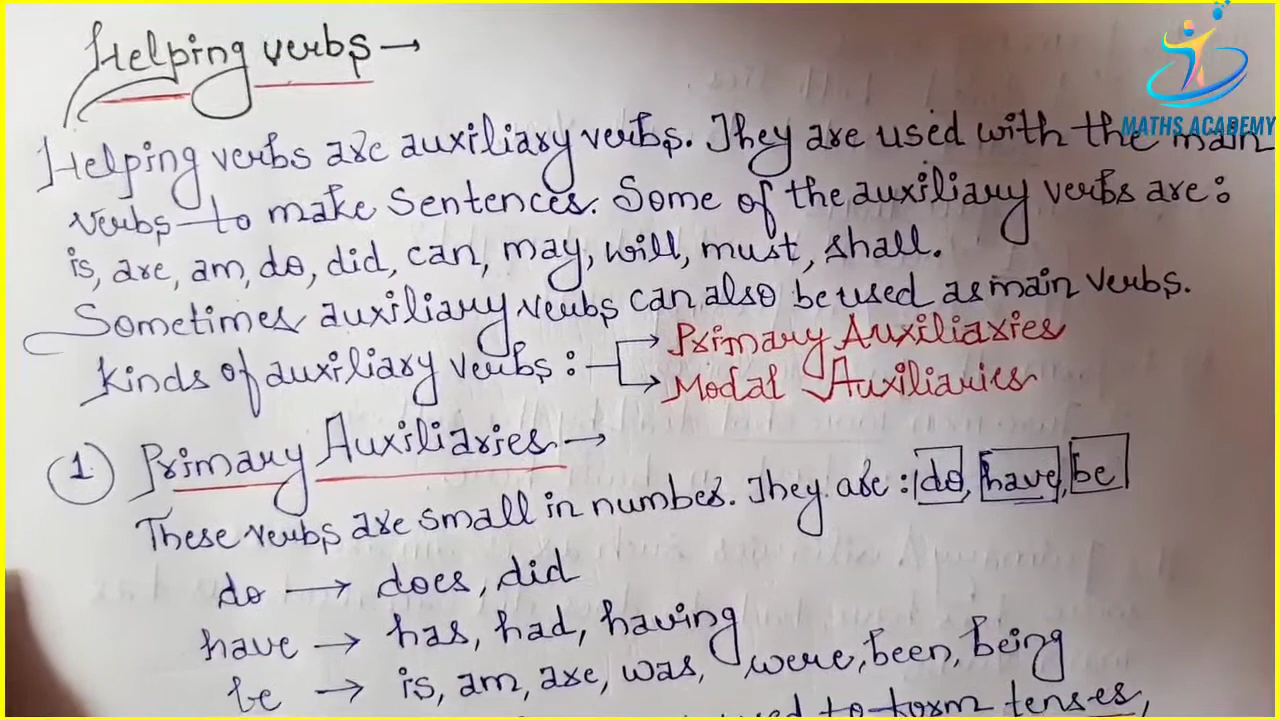 Helping verbs →
MATHS ACADEMY
Helping verbs are auxiliary verbs. They are used with the main
verbs to make sentences. Some of the auxiliary verbs are:
is, are, am, do, did, can, may, will, must, shall.
Sometimes auxiliary verbs can also be used as main verbs.
Kinds of auxiliary verbs: → Primary Auxiliaries
→ Modal Auxiliaries
1 Primary Auxiliaries →
These verbs are small in number. They are: do, have, be
do → does, did
have → has, had, having
be → is, am, are, was, were, been, being
to form tenses,